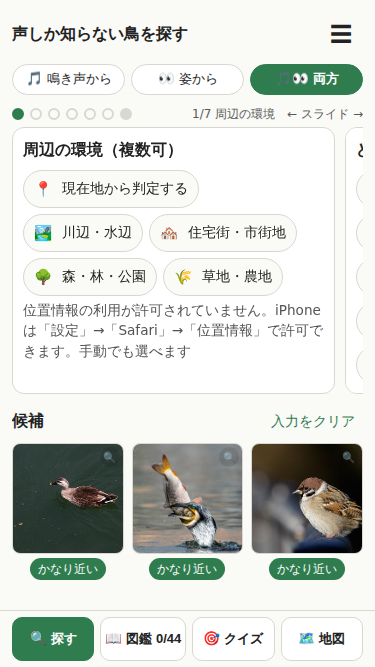 声しか知らない鳥を探す
鳴き声から
姿から
両方
1/7 周辺の環境 ← スライド →
周辺の環境（複数可）
現在地から判定する
川辺・水辺
住宅街・市街地
森・林・公園
草地・農地
位置情報の利用が許可されていません。iPhone
は「設定」→「Safari」→「位置情報」で許可で
きます。手動でも選べます
候補
入力をクリア
かなり近い
かなり近い
かなり近い
探す
図鑑 0/44
クイズ
地図